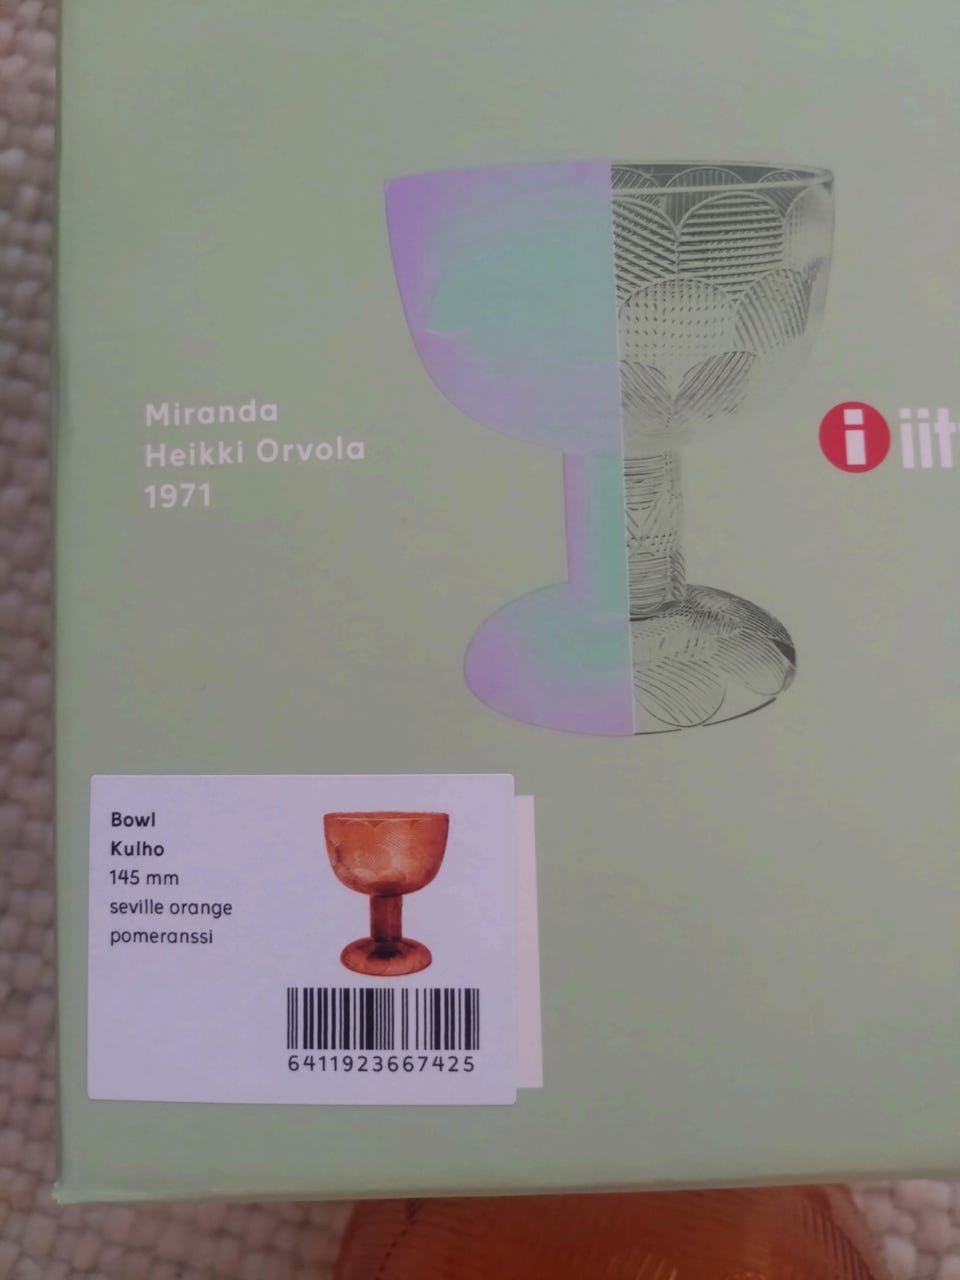 Miranda
Heikki Orvola
1971
i
Bowl
Kulho
145 mm
seville orange
pomeranssi
6411923667425